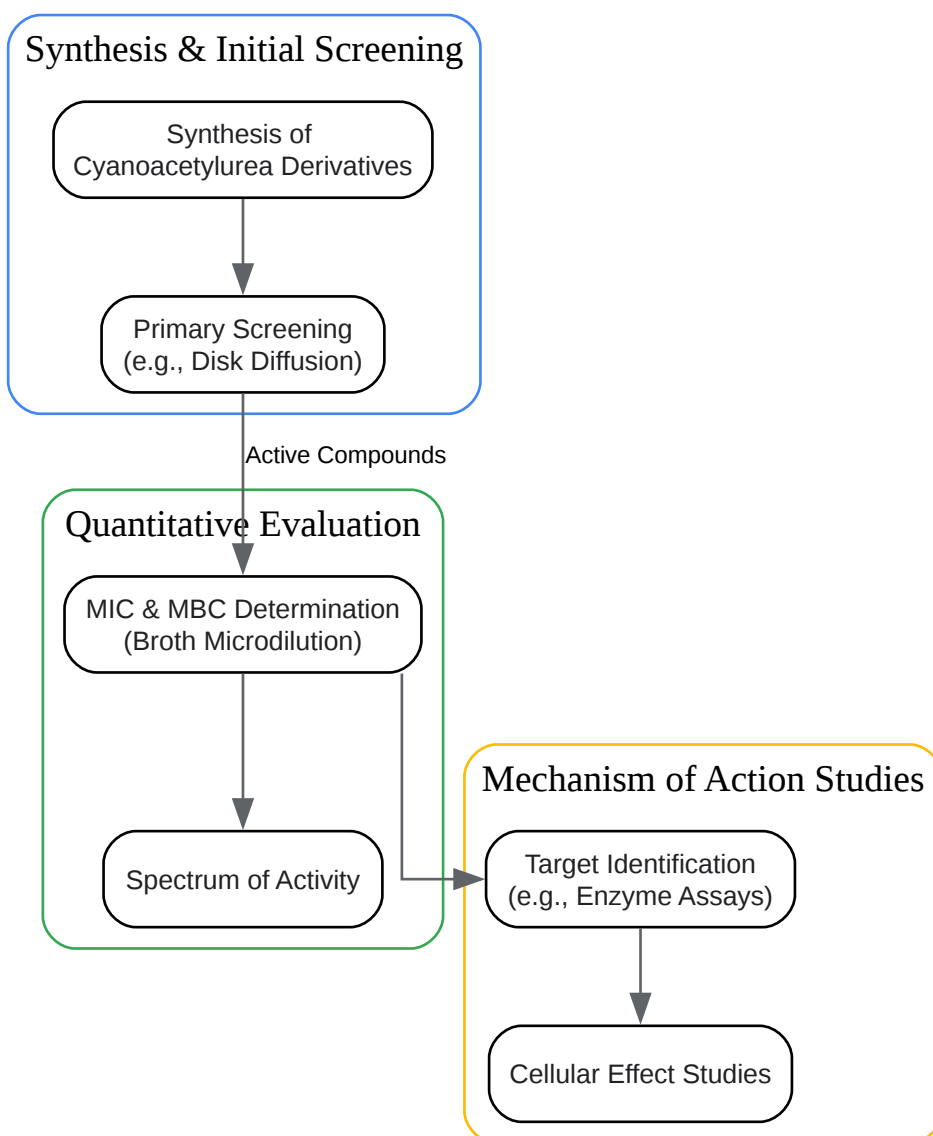 Synthesis & Initial Screening
Synthesis of
Cyanoacetylurea Derivatives
Primary Screening
(e.g., Disk Diffusion)
Active Compounds
Quantitative Evaluation
MIC & MBC Determination
(Broth Microdilution)
Spectrum of Activity
Mechanism of Action Studies
Target Identification
(e.g., Enzyme Assays)
Cellular Effect Studies